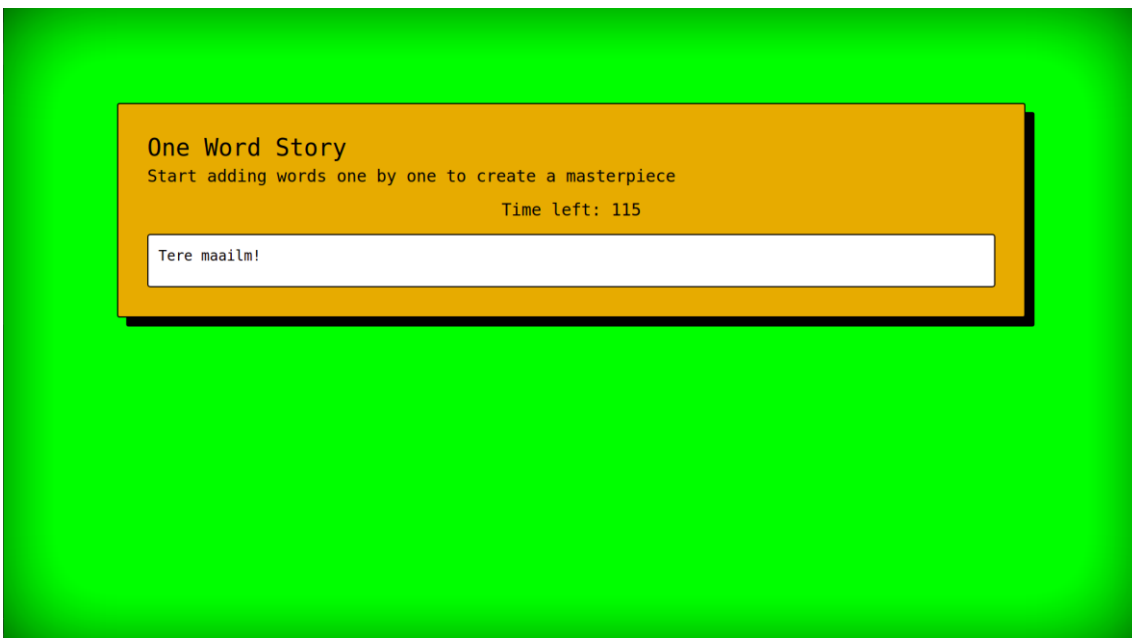 One Word Story
Start adding words one by one to create a masterpiece
Time left: 115
Tere maailm!